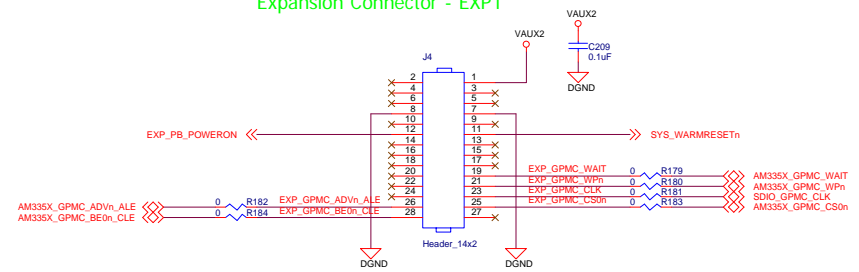 Expansion Connector - EXP1
VAUX2
VAUX2
C209
0.1uF
DGND
J4
2 1
4 3
6 5
8 7
10 9
EXP_PB_POWERON 12 11 SYS_WARMRESETn
14 13
16 15
18 17
20 19 EXP_GPMC_WAIT 0 R179 AM335X_GPMC_WAIT
22 21 EXP_GPMC_WPn 0 R180 AM335X_GPMC_WPn
24 23 EXP_GPMC_CLK 0 R181 SDIO_GPMC_CLK
AM335X_GPMC_ADVn_ALE 0 R182 EXP_GPMC_ADVn_ALE 26 25 EXP_GPMC_CS0n 0 R183 AM335X_GPMC_CS0n
AM335X_GPMC_BE0n_CLE 0 R184 EXP_GPMC_BE0n_CLE 28 27
Header_14x2
DGND DGND